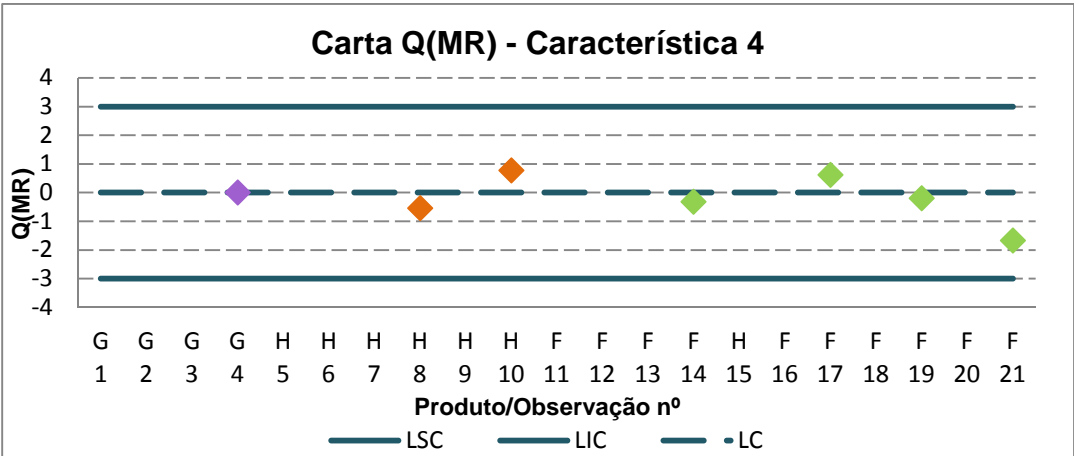 Carta Q(MR) - Característica 4
Q(MR)
4
3
2
1
0
-1
-2
-3
-4
G G G G H H H H H H F F F F H F F F F F F
1 2 3 4 5 6 7 8 9 10 11 12 13 14 15 16 17 18 19 20 21
Produto/Observação nº
LSC LIC LC